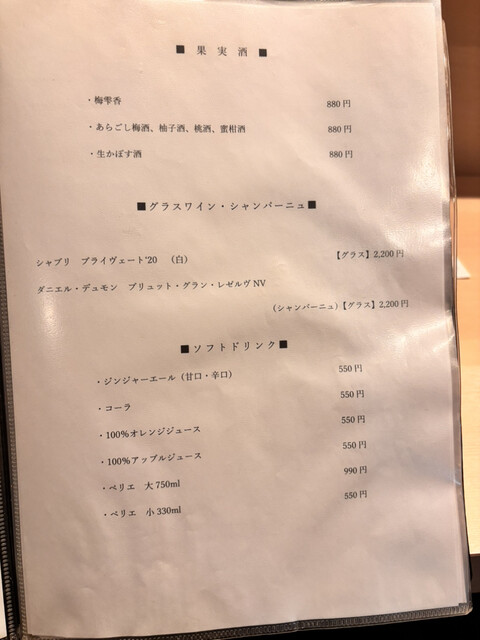 ■ 果 実 酒 ■
・梅雫香 880円
・あらごし梅酒、柚子酒、桃酒、蜜柑酒 880円
・生かぼす酒 880円
■グラスワイン・シャンパーニュ■
シャブリ プライヴェート'20 （白） 【グラス】2,200円
ダニエル・デュモン ブリュット・グラン・レゼルヴ NV
（シャンパーニュ）【グラス】2,200円
■ソフトドリンク■
・ジンジャーエール（甘口・辛口） 550円
・コーラ 550円
・100％オレンジジュース 550円
・100％アップルジュース 550円
・ペリエ 大 750ml 990円
・ペリエ 小 330ml 550円